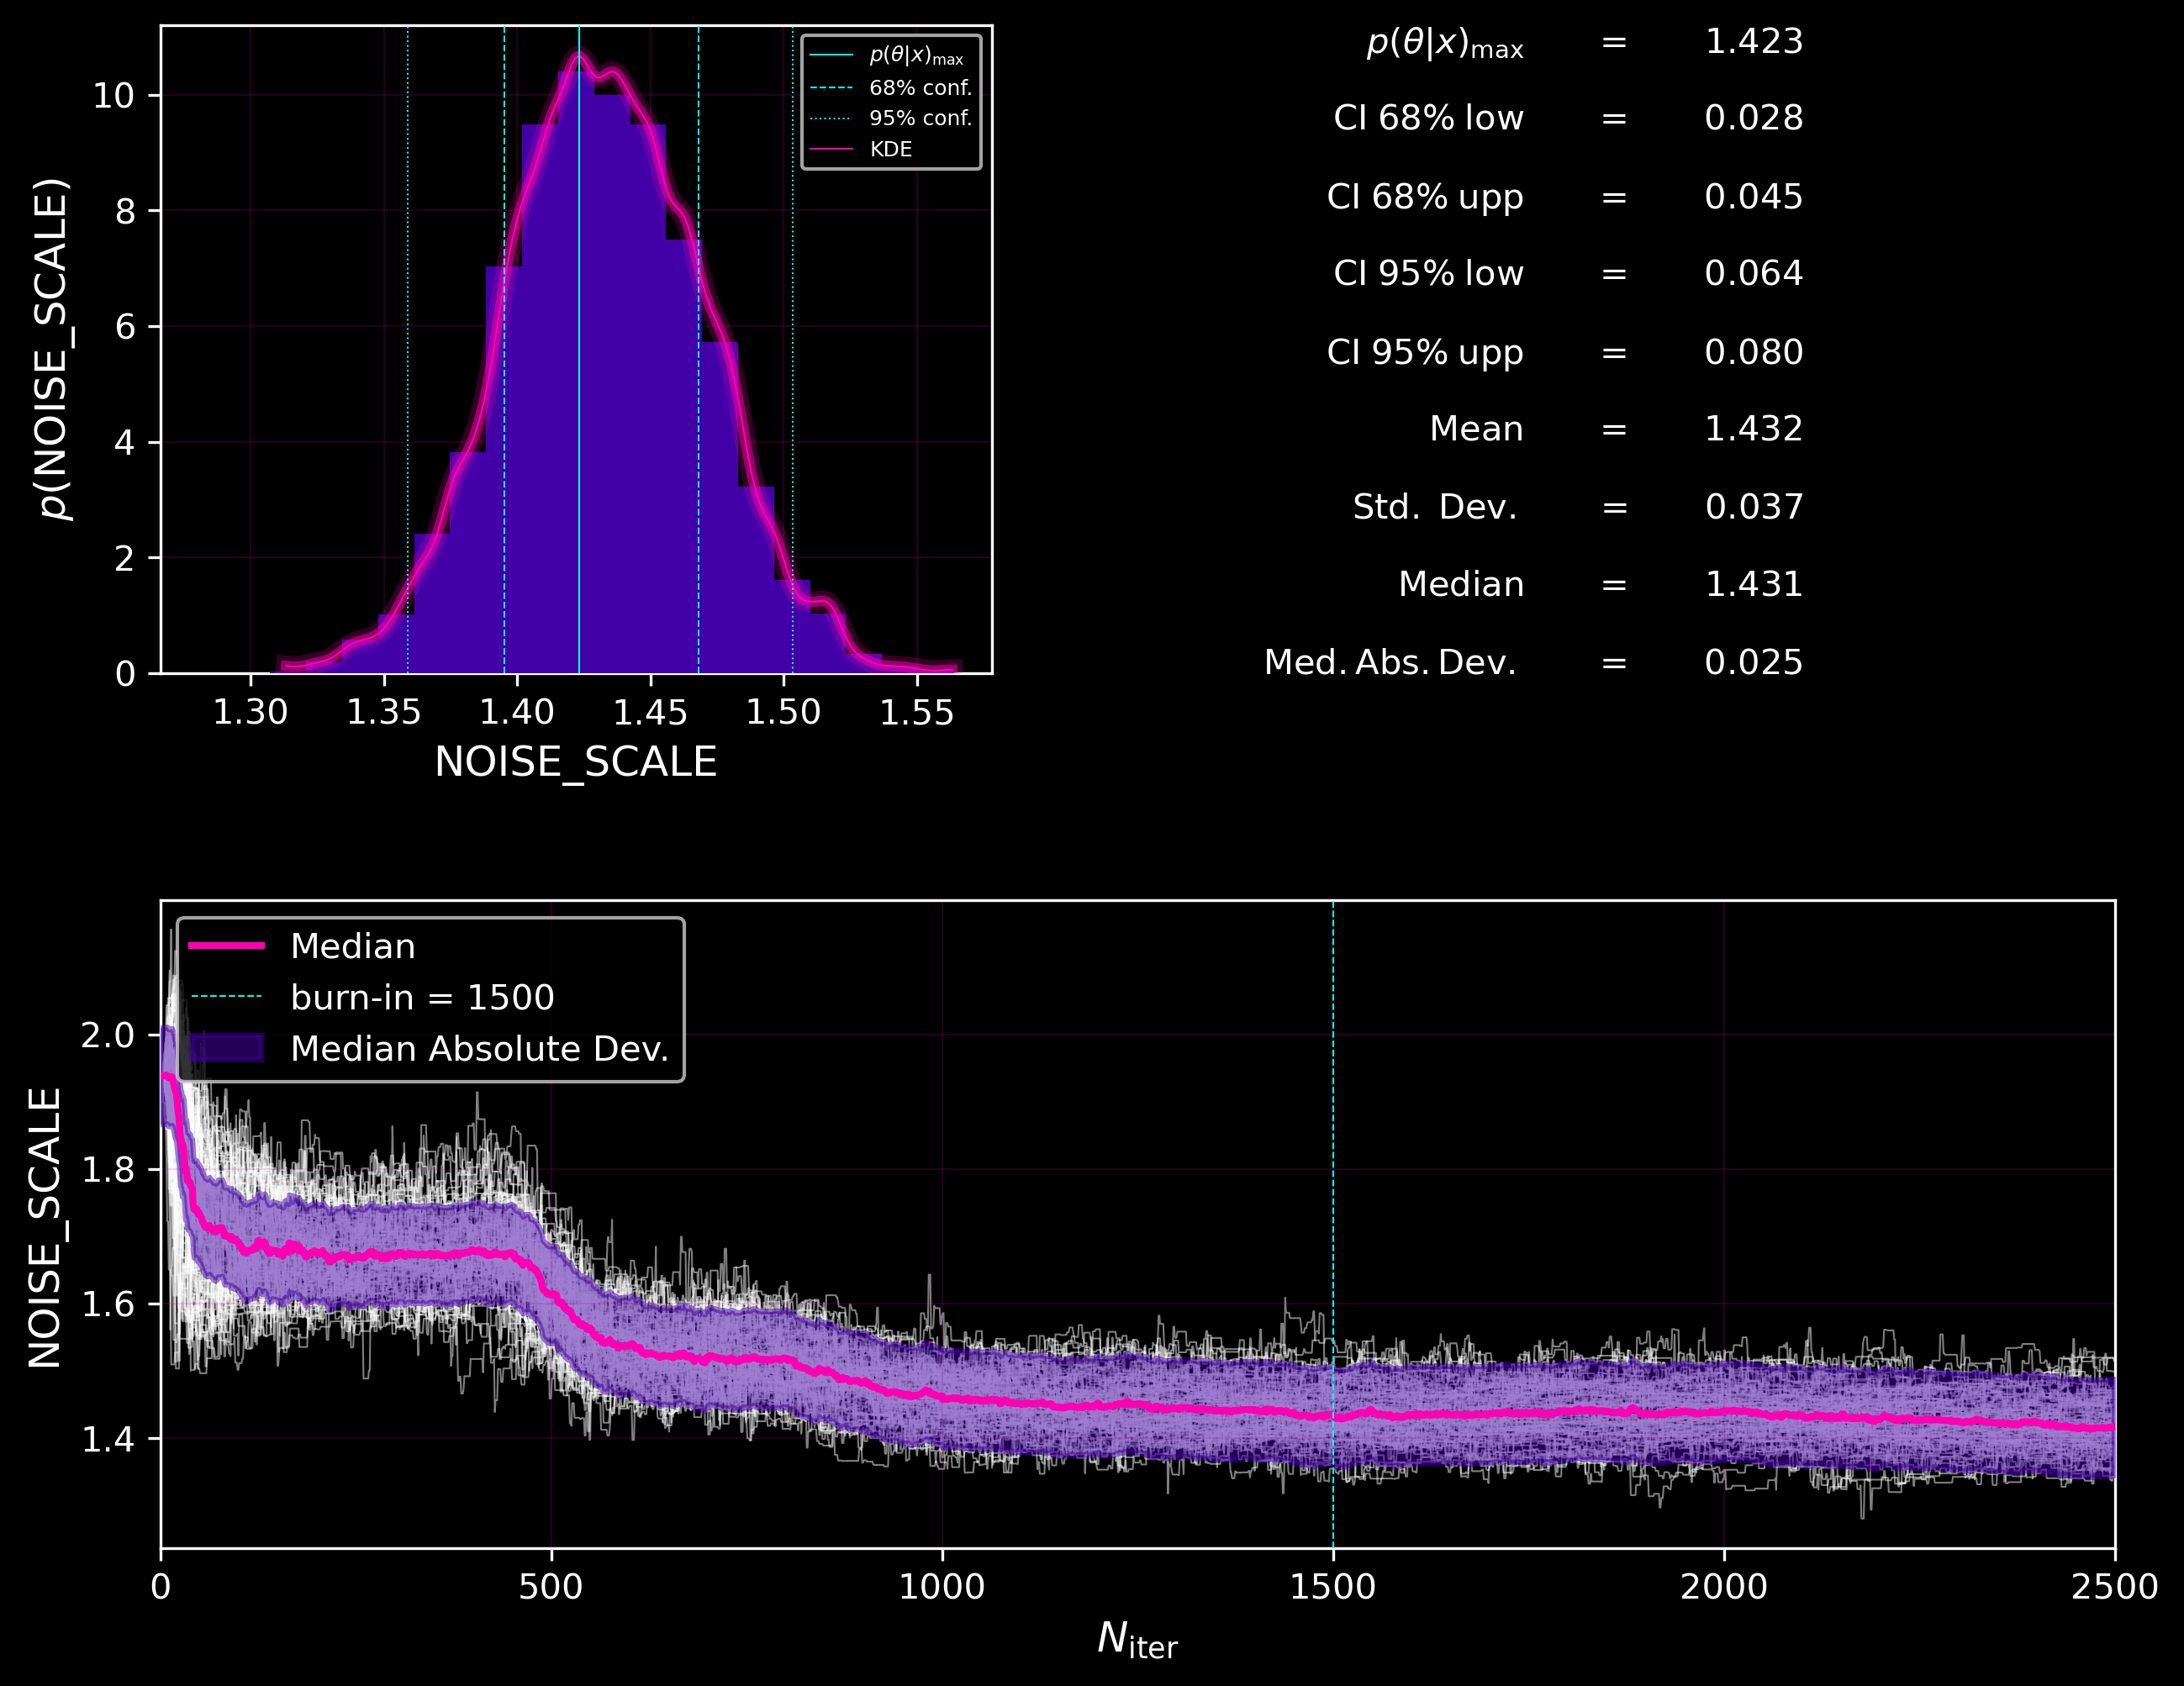 p(NOISE_SCALE)
10
8
6
4
2
0
1.30 1.35 1.40 1.45 1.50 1.55
NOISE_SCALE
p(θ|x)max
68% conf.
95% conf.
KDE
p(θ|x)max = 1.423
CI 68% low = 0.028
CI 68% upp = 0.045
CI 95% low = 0.064
CI 95% upp = 0.080
Mean = 1.432
Std. Dev. = 0.037
Median = 1.431
Med. Abs. Dev. = 0.025
NOISE_SCALE
2.0
1.8
1.6
1.4
Median
burn-in = 1500
Median Absolute Dev.
0 500 1000 1500 2000 2500
Niter